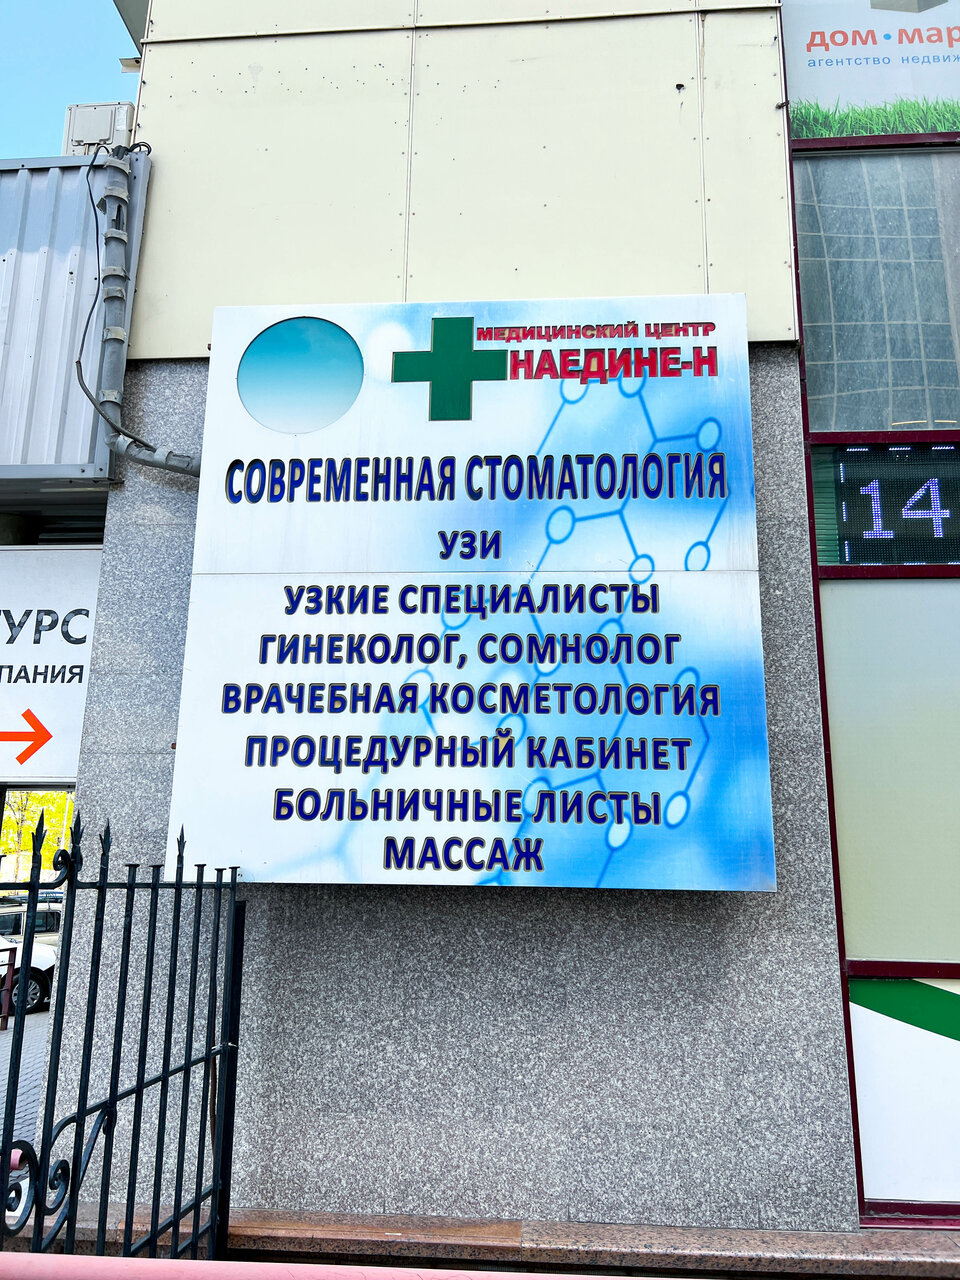 дом•мар
агентство недвиж
МЕДИЦИНСКИЙ ЦЕНТР
НАЕДИНЕ-Н
СОВРЕМЕННАЯ СТОМАТОЛОГИЯ
УЗИ
УЗКИЕ СПЕЦИАЛИСТЫ
ГИНЕКОЛОГ, СОМНОЛОГ
ВРАЧЕБНАЯ КОСМЕТОЛОГИЯ
ПРОЦЕДУРНЫЙ КАБИНЕТ
БОЛЬНИЧНЫЕ ЛИСТЫ
МАССАЖ
14
УРС
ПАНИЯ